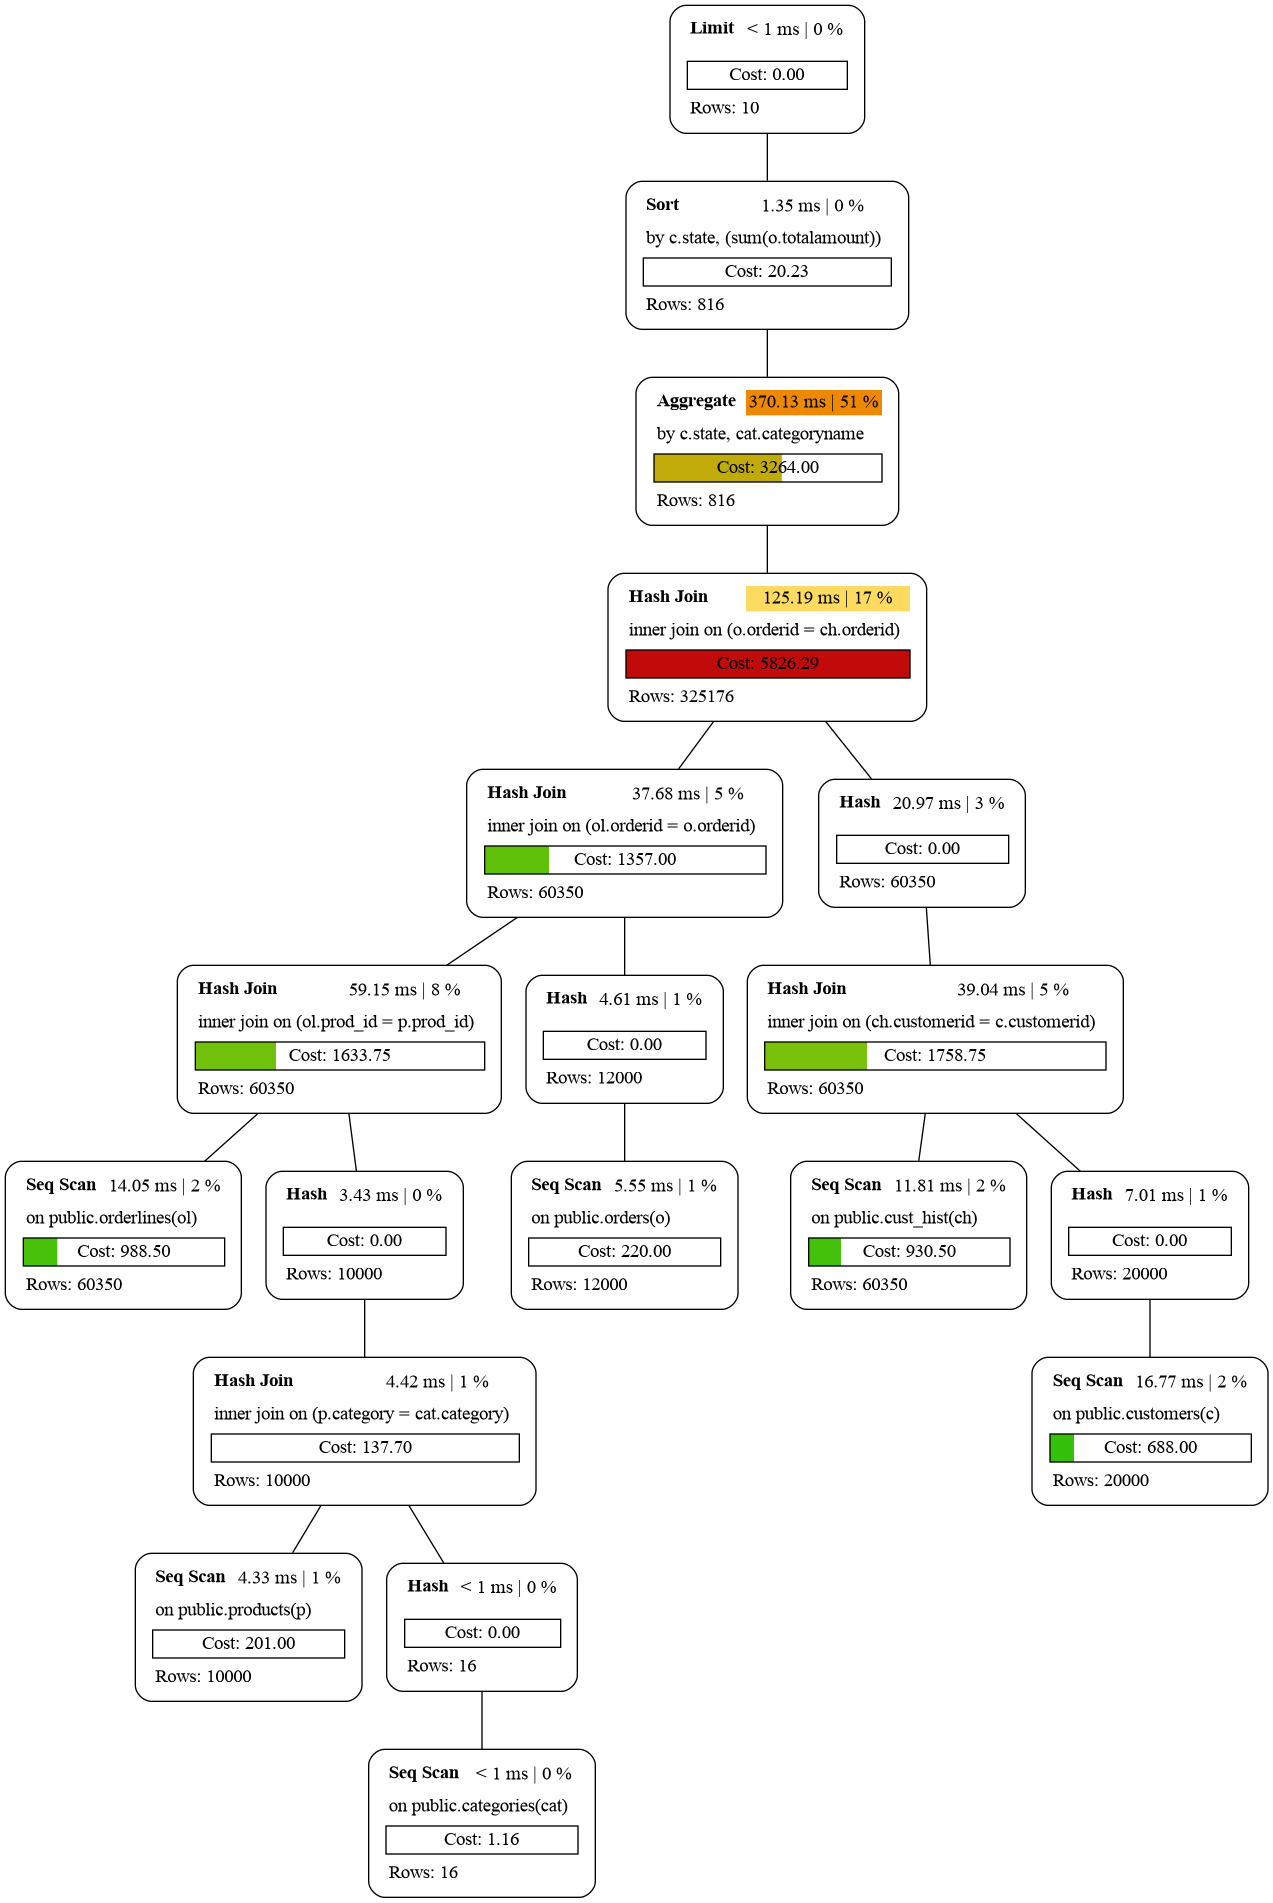 Limit < 1 ms | 0 %
Cost: 0.00
Rows: 10
Sort 1.35 ms | 0 %
by c.state, (sum(o.totalamount))
Cost: 20.23
Rows: 816
Aggregate 370.13 ms | 51 %
by c.state, cat.categoryname
Cost: 3264.00
Rows: 816
Hash Join 125.19 ms | 17 %
inner join on (o.orderid = ch.orderid)
Cost: 5826.29
Rows: 325176
Hash Join 37.68 ms | 5 %
inner join on (ol.orderid = o.orderid)
Cost: 1357.00
Rows: 60350
Hash 20.97 ms | 3 %
Cost: 0.00
Rows: 60350
Hash Join 59.15 ms | 8 %
inner join on (ol.prod_id = p.prod_id)
Cost: 1633.75
Rows: 60350
Hash 4.61 ms | 1 %
Cost: 0.00
Rows: 12000
Hash Join 39.04 ms | 5 %
inner join on (ch.customerid = c.customerid)
Cost: 1758.75
Rows: 60350
Seq Scan 14.05 ms | 2 %
on public.orderlines(ol)
Cost: 988.50
Rows: 60350
Hash 3.43 ms | 0 %
Cost: 0.00
Rows: 10000
Seq Scan 5.55 ms | 1 %
on public.orders(o)
Cost: 220.00
Rows: 12000
Seq Scan 11.81 ms | 2 %
on public.cust_hist(ch)
Cost: 930.50
Rows: 60350
Hash 7.01 ms | 1 %
Cost: 0.00
Rows: 20000
Hash Join 4.42 ms | 1 %
inner join on (p.category = cat.category)
Cost: 137.70
Rows: 10000
Seq Scan 16.77 ms | 2 %
on public.customers(c)
Cost: 688.00
Rows: 20000
Seq Scan 4.33 ms | 1 %
on public.products(p)
Cost: 201.00
Rows: 10000
Hash < 1 ms | 0 %
Cost: 0.00
Rows: 16
Seq Scan < 1 ms | 0 %
on public.categories(cat)
Cost: 1.16
Rows: 16